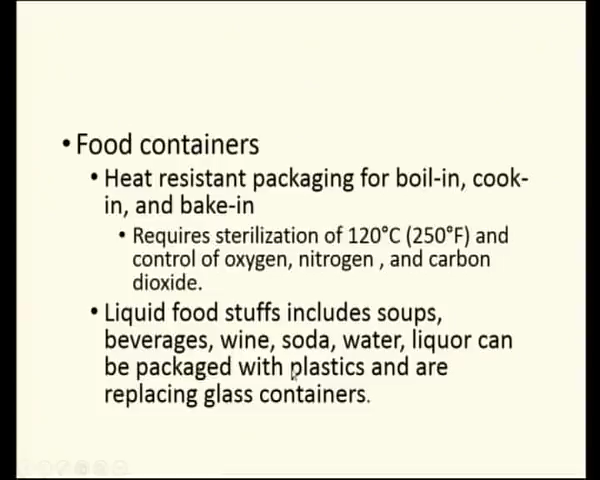 • Food containers
• Heat resistant packaging for boil-in, cook-
in, and bake-in
• Requires sterilization of 120°C (250°F) and
control of oxygen, nitrogen , and carbon
dioxide.
• Liquid food stuffs includes soups,
beverages, wine, soda, water, liquor can
be packaged with plastics and are
replacing glass containers.